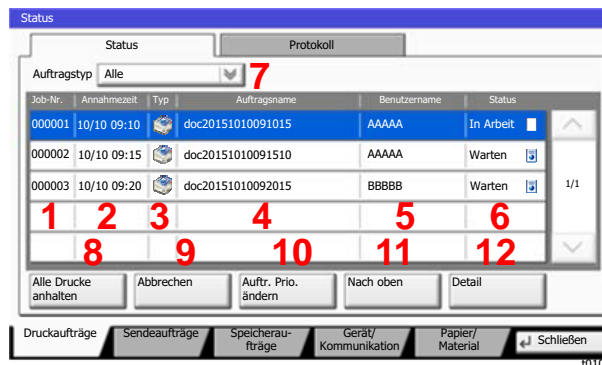 Status
Status Protokoll
Auftragstyp Alle 7
Job-Nr. Annahmezeit Typ Auftragsname Benutzername Status
000001 10/10 09:10 doc20151010091015 AAAAA In Arbeit
000002 10/10 09:15 doc20151010091510 AAAAA Warten
000003 10/10 09:20 doc20151010092015 BBBBB Warten 1/1
1 2 3 4 5 6
8 9 10 11 12
Alle Drucke
anhalten
Abbrechen
Auftr. Prio.
ändern
Nach oben
Detail
Druckaufträge
Sendeaufträge
Speicherau-
fträge
Gerät/
Kommunikation
Papier/
Material
Schließen